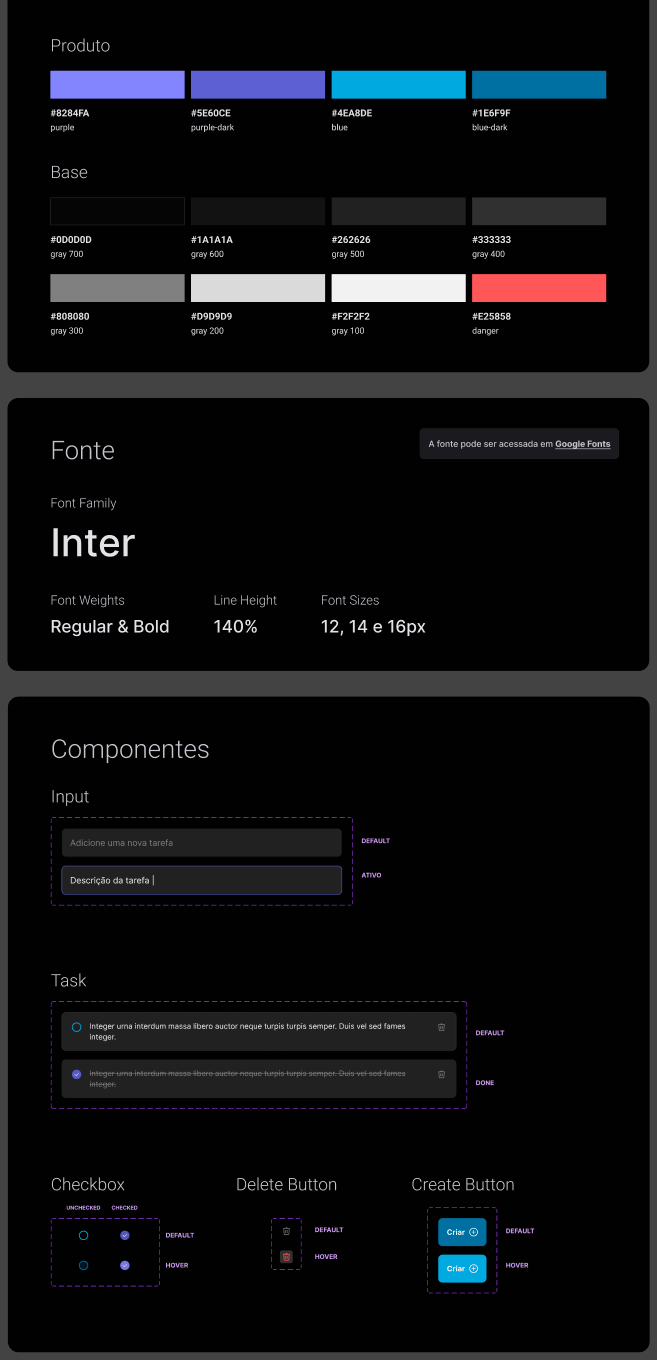 Produto
#8284FA
#5E60CE
#4EA8DE
#1E6F9F
purple
purple-dark
blue
blue-dark
Base
#0D0D0D
#1A1A1A
#262626
#333333
gray 700
gray 600
gray 500
gray 400
#808080
#D9D9D9
#F2F2F2
#E25858
gray 300
gray 200
gray 100
danger
Fonte
A fonte pode ser acessada em Google Fonts
Font Family
Inter
Font Weights
Line Height
Font Sizes
Regular & Bold
140%
12, 14 e 16px
Componentes
Input
Adicione uma nova tarefa
DEFAULT
Descrição da tarefa |
ATIVO
Task
Integer urna interdum massa libero auctor neque turpis turpis semper. Duis vel sed fames
integer.
DEFAULT
Integer urna interdum massa libero auctor neque turpis turpis semper. Duis vel sed fames
integer.
DONE
Checkbox
UNCHECKED
CHECKED
DEFAULT
HOVER
Delete Button
DEFAULT
HOVER
Create Button
Criar
DEFAULT
Criar
HOVER